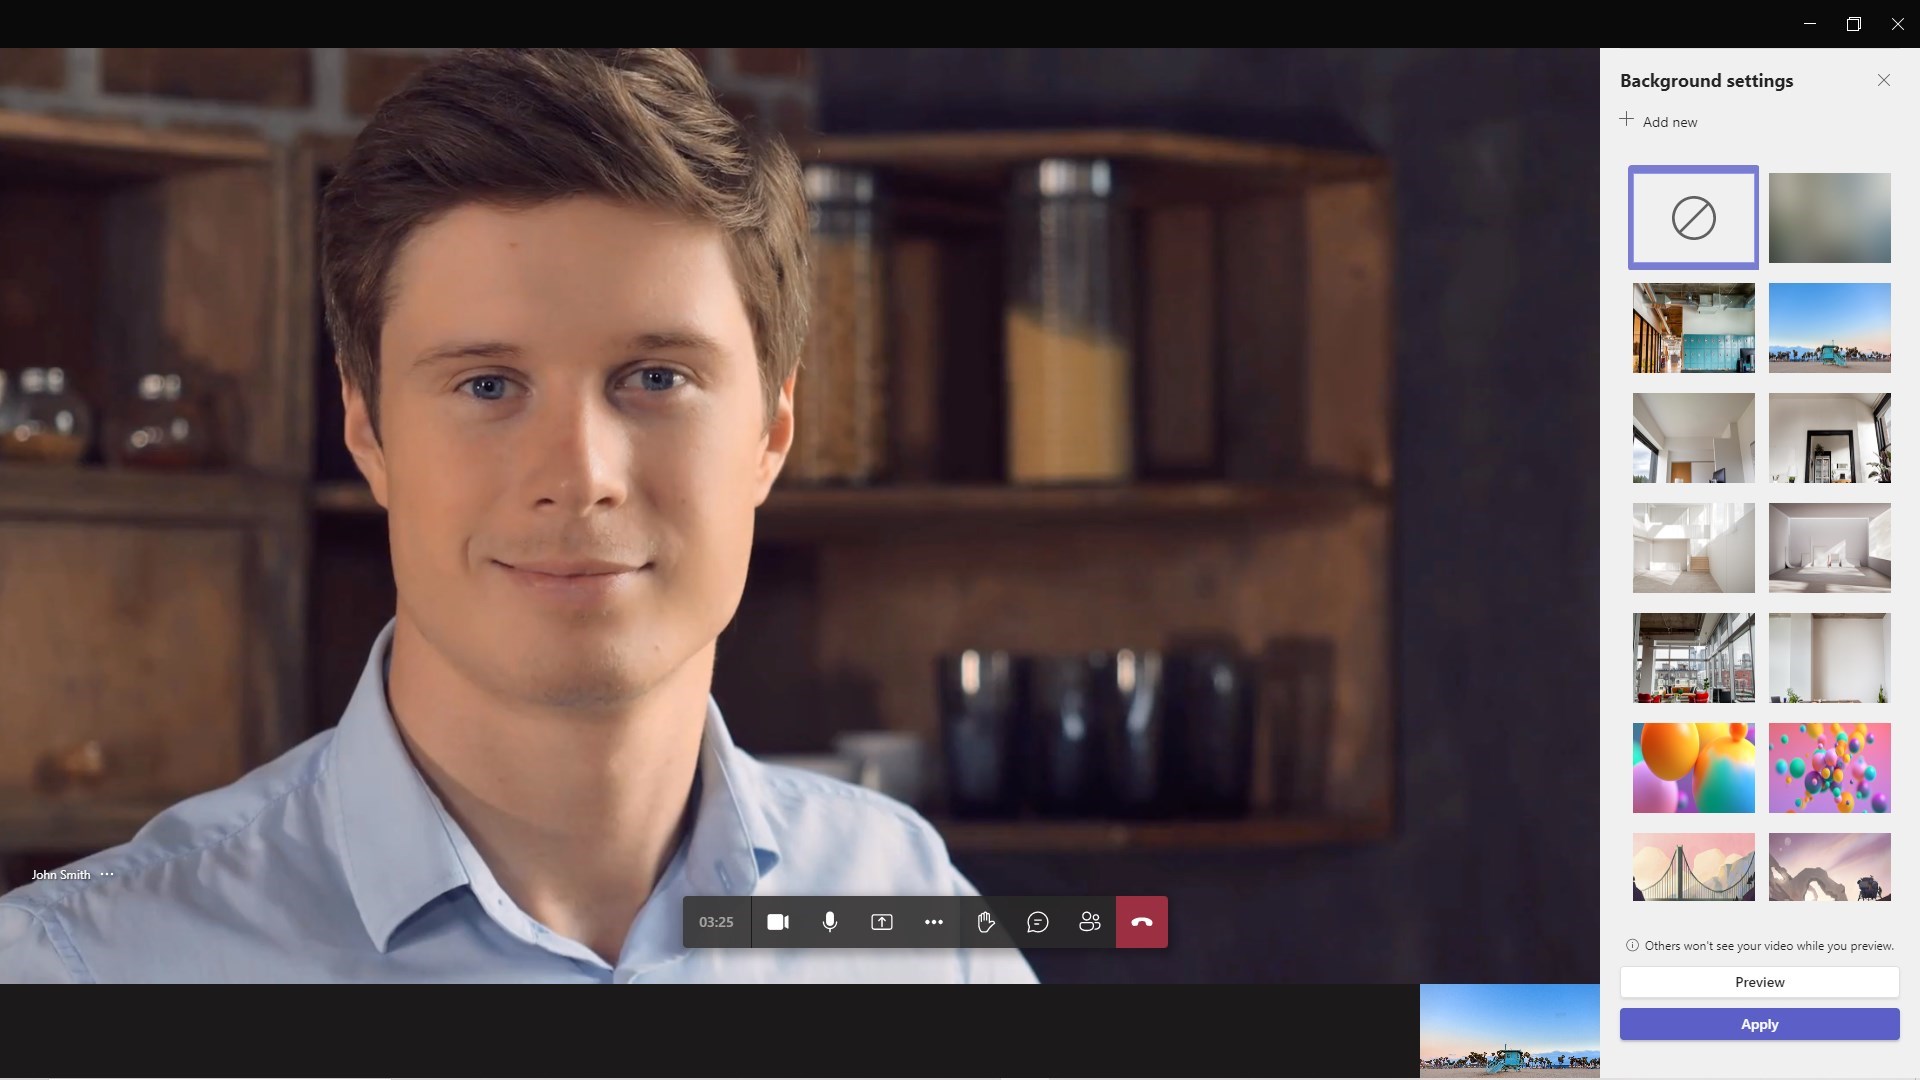 Background settings
Add new
John Smith
03:25
Others won't see your video while you preview.
Preview
Apply